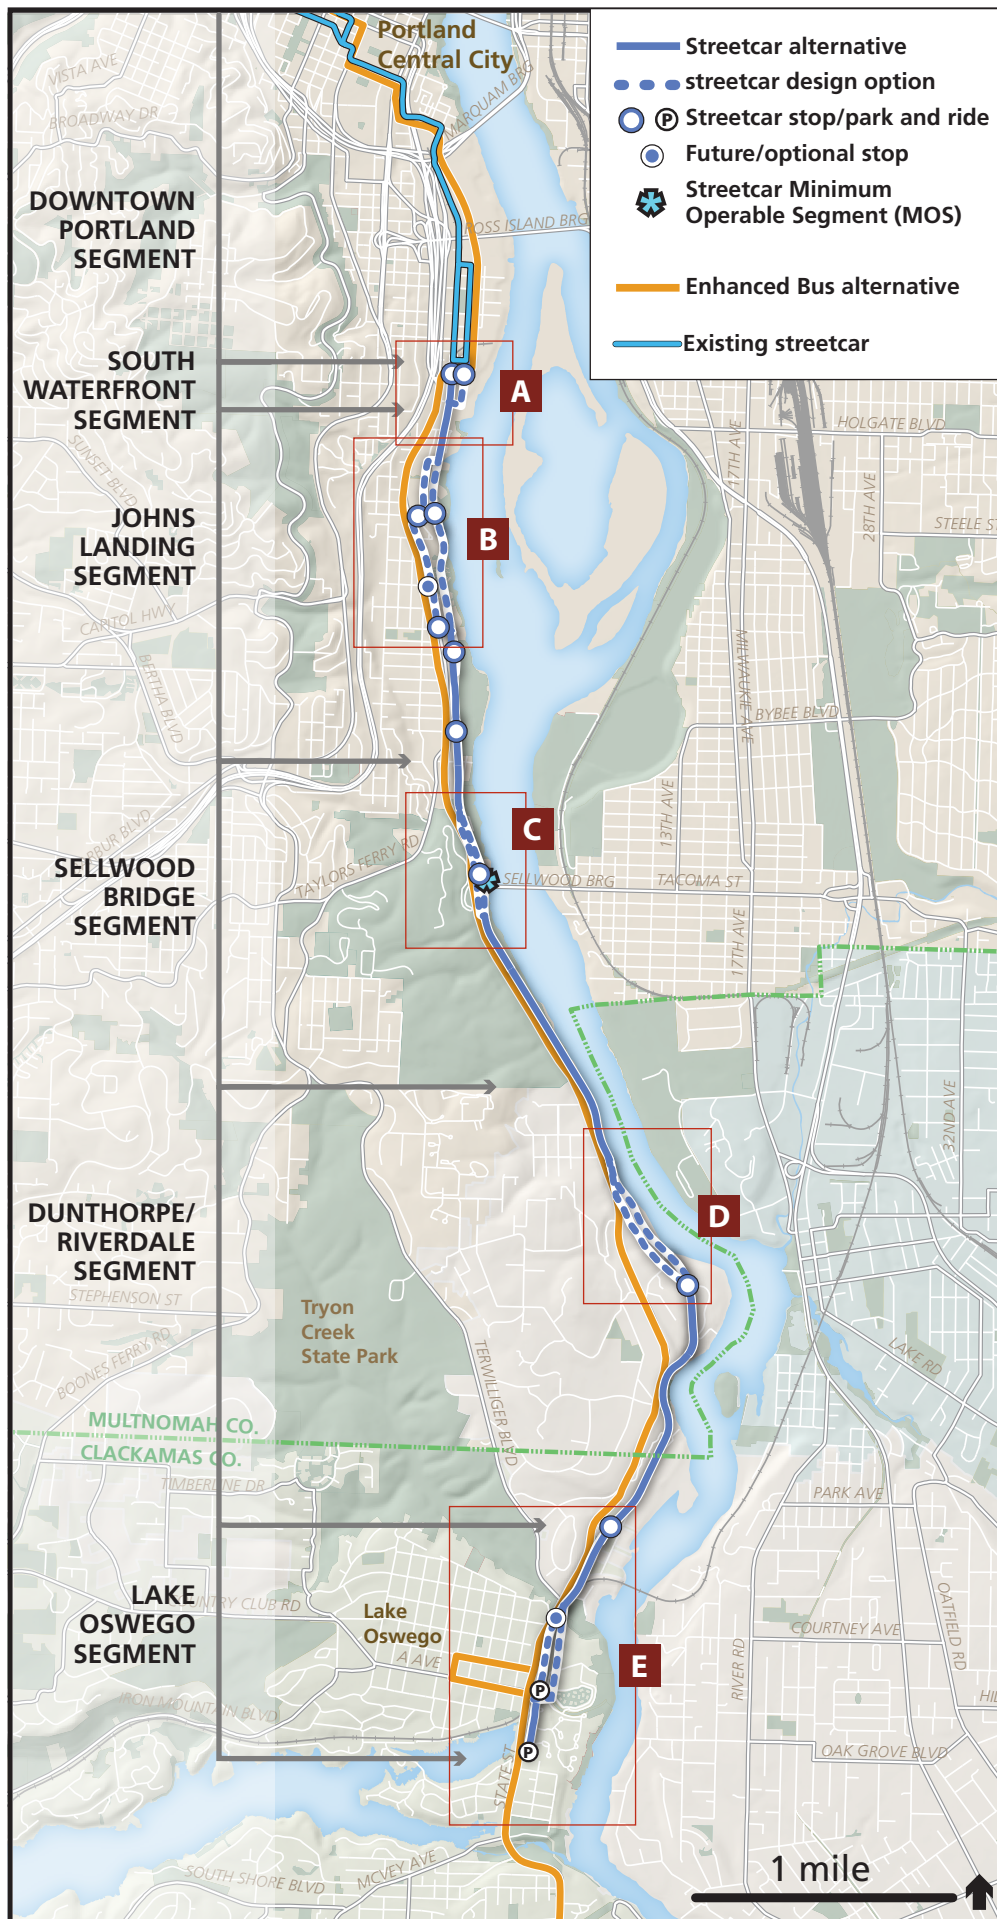 Portland
Central City
Streetcar alternative
streetcar design option
P Streetcar stop/park and ride
Future/optional stop
Streetcar Minimum
Operable Segment (MOS)
Enhanced Bus alternative
Existing streetcar
VISTA AVE
BROADWAY DR
MARQUAM BRG
DOWNTOWN
PORTLAND
SEGMENT
ROSS ISLAND BRG
SOUTH
WATERFRONT
SEGMENT
A
HOLGATE BLVD
17TH AVE
28TH AVE
SUNSET BLVD
STEELE ST
JOHNS
LANDING
SEGMENT
B
CAPITOL HWY
BERTHA BLVD
MILWAUKIE AVE
BYBEE BLVD
13TH AVE
C
TAYLORS FERRY RD
SELLWOOD
BRIDGE
SEGMENT
SELLWOOD BRG
TACOMA ST
17TH AVE
32ND AVE
D
DUNTHORPE/
RIVERDALE
SEGMENT
STEPHENSON ST
Tryon
Creek
State Park
BOONES FERRY RD
TERWILLIGER BLVD
LAKE RD
MULTNOMAH CO.
CLACKAMAS CO.
TIMBERLINE DR
PARK AVE
LAKE
OSWEGO
SEGMENT
CLUB RD
Lake
Oswego
A AVE
COURTNEY AVE
OATFIELD RD
RIVER RD
E
P
IRON MOUNTAIN BLVD
P
STATE ST
OAK GROVE BLVD
SOUTH SHORE BLVD
MCVEY AVE
1 mile